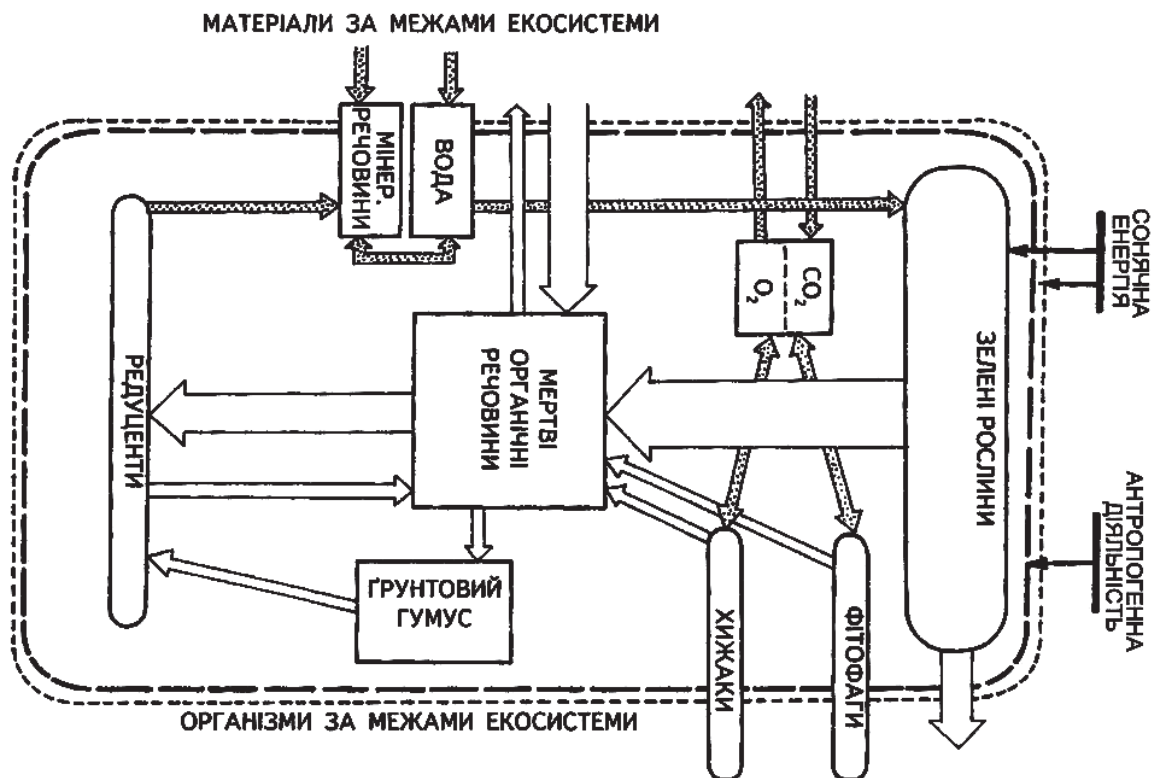 МАТЕРІАЛИ ЗА МЕЖАМИ ЕКОСИСТЕМИ
МІНЕР.
РЕЧОВИНИ
ВОДА
CO₂
O₂
СОНЯЧНА
ЕНЕРГІЯ
ЗЕЛЕНІ РОСЛИНИ
РЕДУЦЕНТИ
МЕРТВІ
ОРГАНІЧНІ
РЕЧОВИНИ
АНТРОПОГЕННА
ДІЯЛЬНІСТЬ
ҐРУНТОВИЙ
ГУМУС
ХИЖАКИ
ФІТОФАГИ
ОРГАНІЗМИ ЗА МЕЖАМИ ЕКОСИСТЕМИ